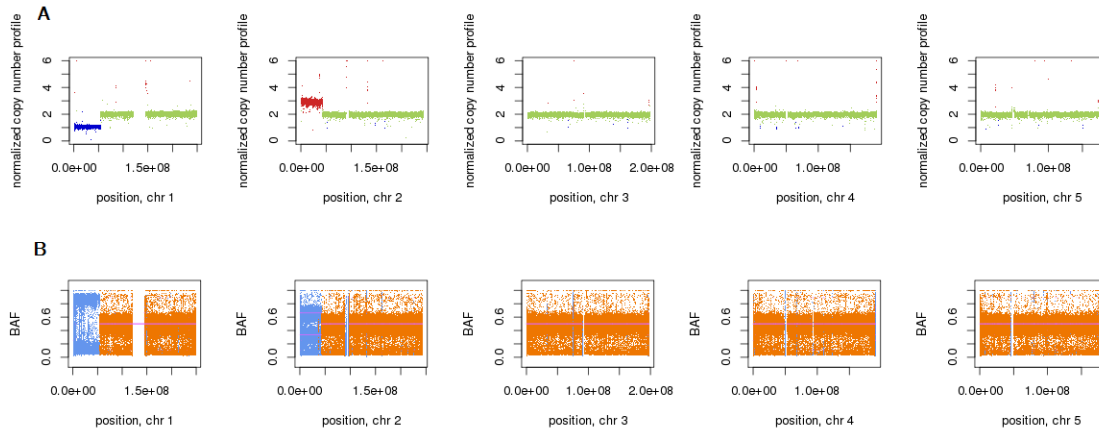 A
normalized copy number profile
0 2 4 6
0.0e+00 1.5e+08
position, chr 1
normalized copy number profile
0 2 4 6
0.0e+00 1.5e+08
position, chr 2
normalized copy number profile
0 2 4 6
0.0e+00 1.0e+08 2.0e+08
position, chr 3
normalized copy number profile
0 2 4 6
0.0e+00 1.0e+08
position, chr 4
normalized copy number profile
0 2 4 6
0.0e+00 1.0e+08
position, chr 5
B
BAF
0.0 0.6
0.0e+00 1.5e+08
position, chr 1
BAF
0.0 0.6
0.0e+00 1.5e+08
position, chr 2
BAF
0.0 0.6
0.0e+00 1.0e+08 2.0e+08
position, chr 3
BAF
0.0 0.6
0.0e+00 1.0e+08
position, chr 4
BAF
0.0 0.6
0.0e+00 1.0e+08
position, chr 5